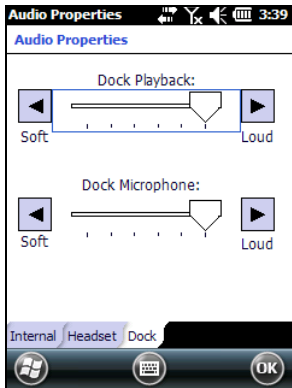 Audio Properties 3:39
Audio Properties
Dock Playback:
Soft Loud
Dock Microphone:
Soft Loud
Internal Headset Dock
OK